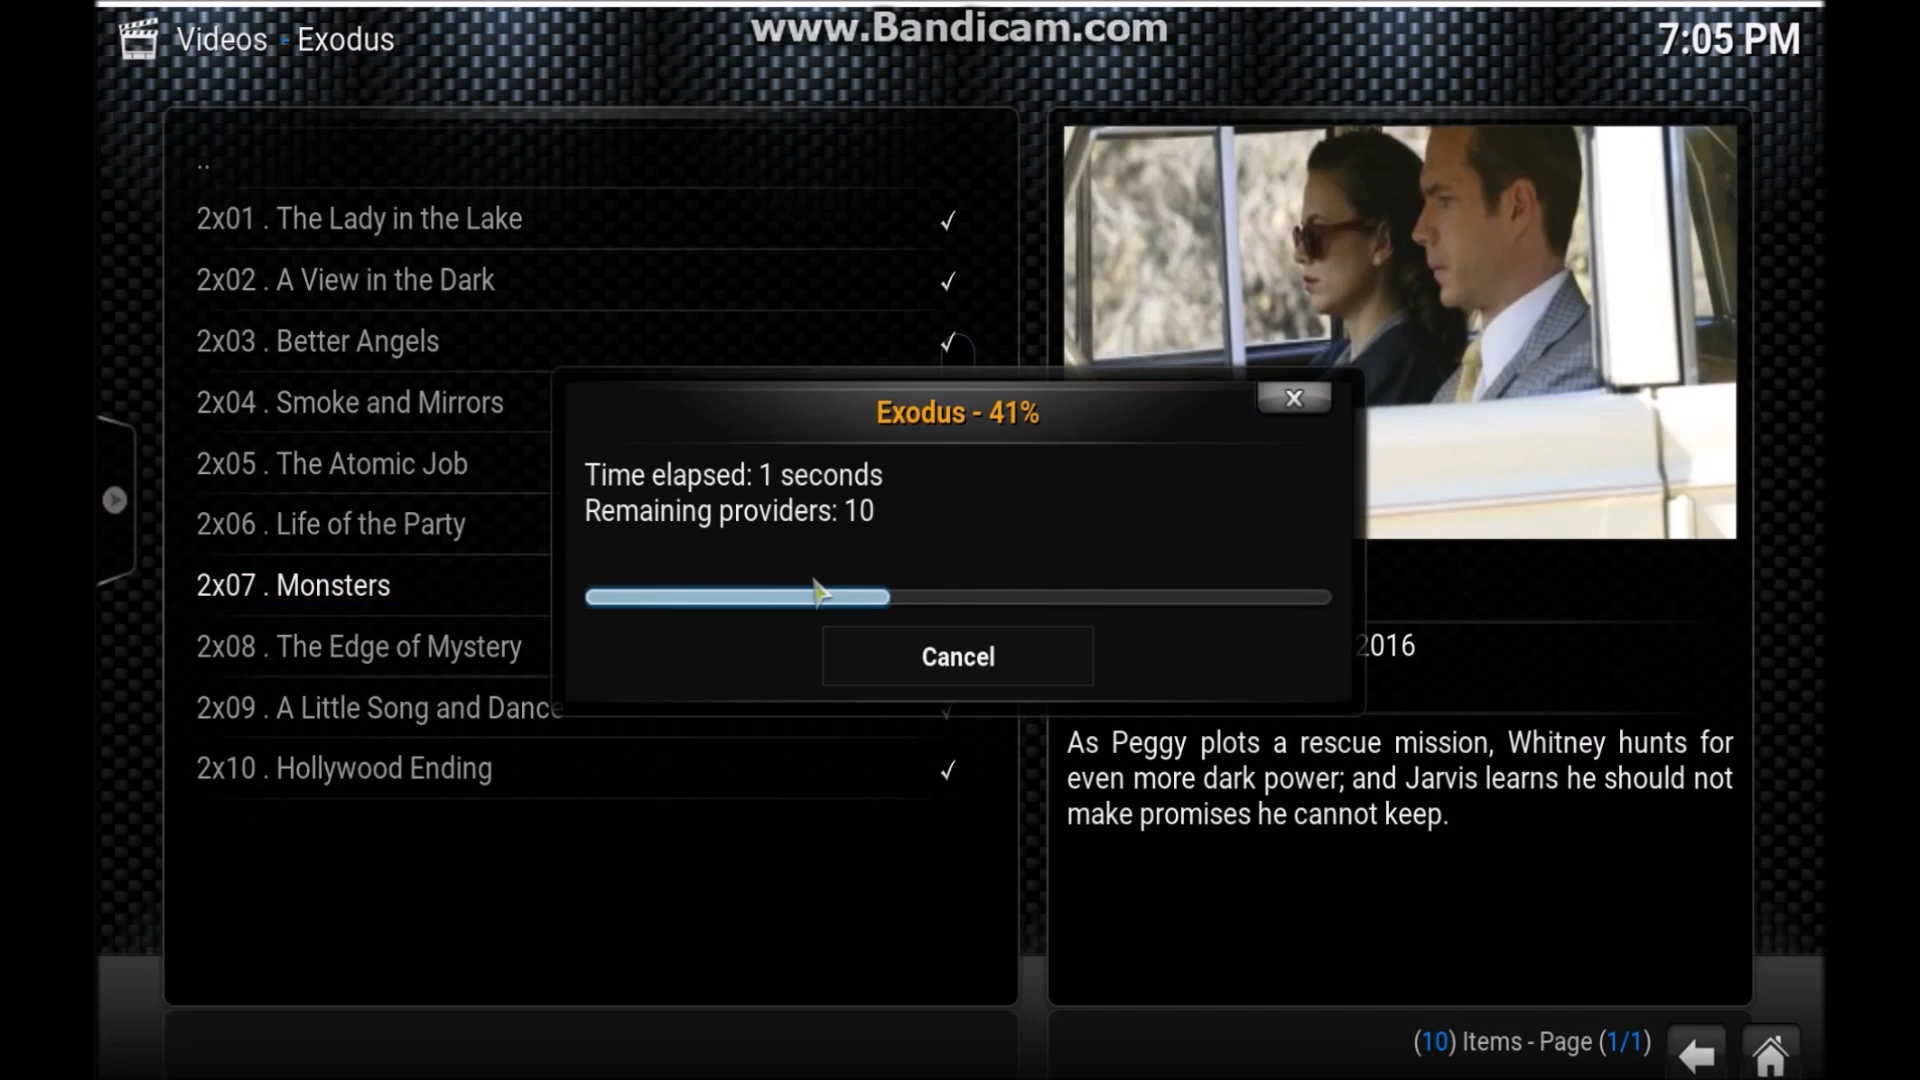 www.Bandicam.com
Videos - Exodus
7:05 PM
..
2x01 . The Lady in the Lake
2x02 . A View in the Dark
2x03 . Better Angels
2x04 . Smoke and Mirrors
2x05 . The Atomic Job
2x06 . Life of the Party
2x07 . Monsters
2x08 . The Edge of Mystery
2x09 . A Little Song and Dance
2x10 . Hollywood Ending
Exodus - 41%
Time elapsed: 1 seconds
Remaining providers: 10
Cancel
2016
As Peggy plots a rescue mission, Whitney hunts for
even more dark power; and Jarvis learns he should not
make promises he cannot keep.
(10) Items - Page (1/1)